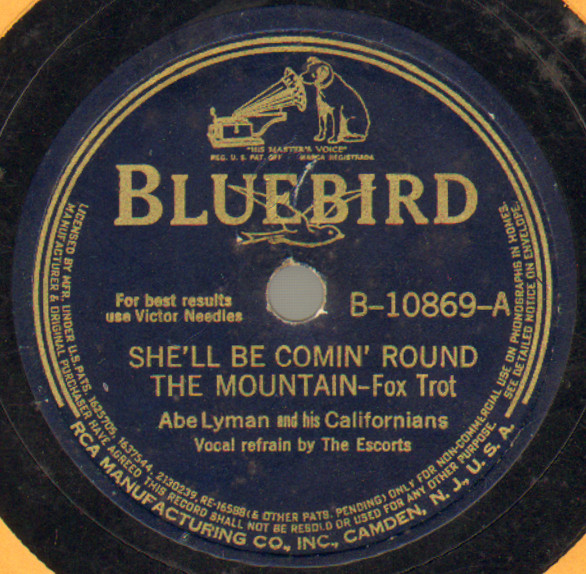 "HIS MASTER'S VOICE"
REG. U. S. PAT. OFF. MARCA REGISTRADA
BLUEBIRD
For best results
use Victor Needles
B-10869-A
SHE'LL BE COMIN' ROUND
THE MOUNTAIN-Fox Trot
Abe Lyman and his Californians
Vocal refrain by The Escorts
LICENSED BY MFR. UNDER U.S. PATS. 1625705, 1637544, 2130239, RE-16588 (& OTHER PATS. PENDING) ONLY FOR NON-COMMERCIAL USE ON PHONOGRAPHS IN HOMES.
MANUFACTURER & ORIGINAL PURCHASER HAVE AGREED THIS RECORD SHALL NOT BE RESOLD OR USED FOR ANY OTHER PURPOSE. SEE DETAILED NOTICE ON ENVELOPE.
RCA MANUFACTURING CO., INC., CAMDEN, N. J., U. S. A.